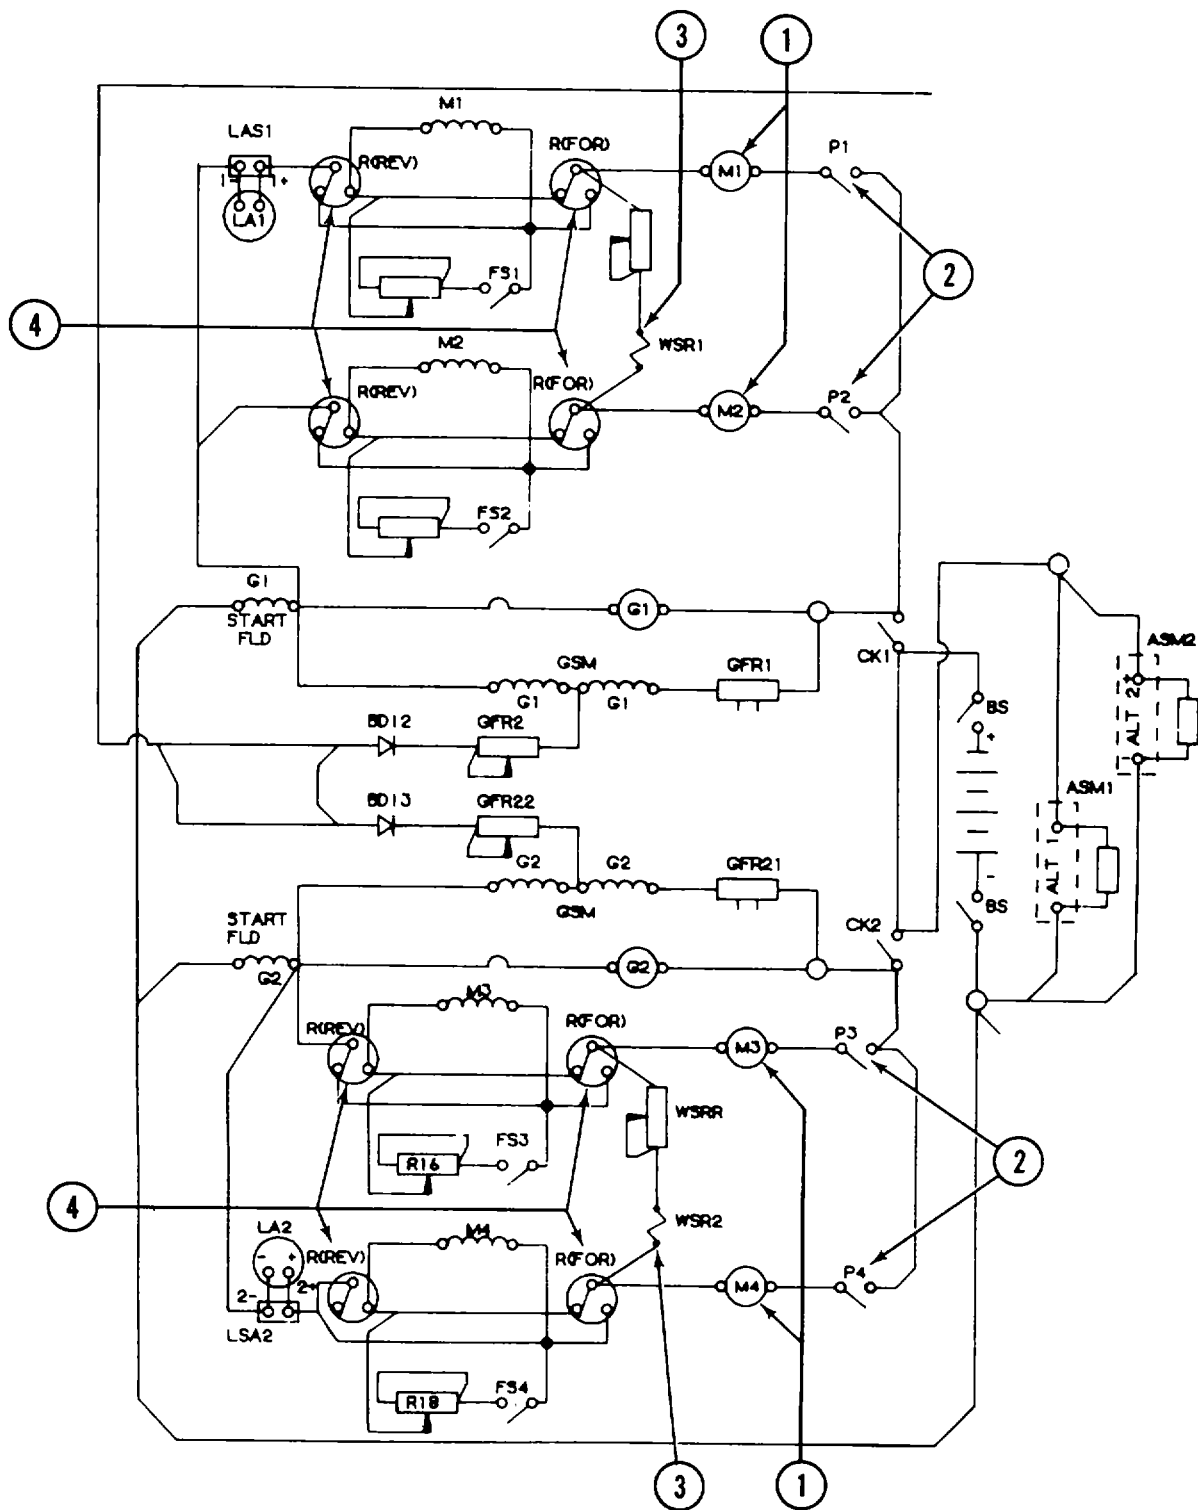 3
1
M1
LAS1
R(REV)
R(FOR)
P1
M1
1-
1+
LA1
2
FS1
4
WSR1
M2
R(REV)
R(FOR)
P2
M2
FS2
G1
START
FLD
G1
CK1
ASM2
GSM
GFR1
G1
G1
BS
ALT 2
+
-
BD12
GFR2
+
ASM1
BD13
GFR22
ALT 1
-
G2
G2
GFR21
GSM
BS
START
FLD
CK2
G2
G2
M3
R(REV)
R(FOR)
P3
M3
WSRR
FS3
R16
2
4
LA2
- +
M4
WSR2
R(REV)
R(FOR)
P4
2-
2+
M4
LSA2
FS4
R18
3
1